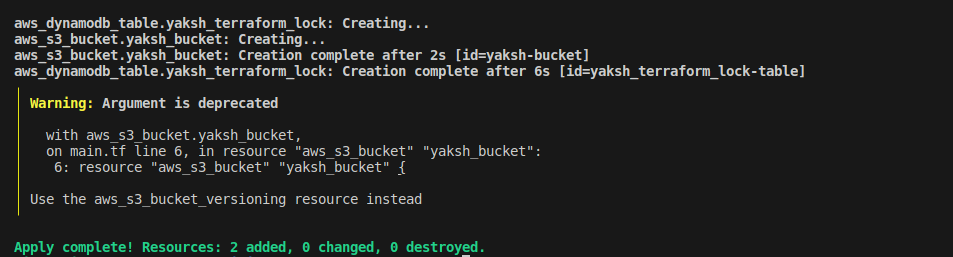 aws_dynamodb_table.yaksh_terraform_lock: Creating...
aws_s3_bucket.yaksh_bucket: Creating...
aws_s3_bucket.yaksh_bucket: Creation complete after 2s [id=yaksh-bucket]
aws_dynamodb_table.yaksh_terraform_lock: Creation complete after 6s [id=yaksh_terraform_lock-table]
Warning: Argument is deprecated
with aws_s3_bucket.yaksh_bucket,
on main.tf line 6, in resource "aws_s3_bucket" "yaksh_bucket":
6: resource "aws_s3_bucket" "yaksh_bucket" {
Use the aws_s3_bucket_versioning resource instead
Apply complete! Resources: 2 added, 0 changed, 0 destroyed.